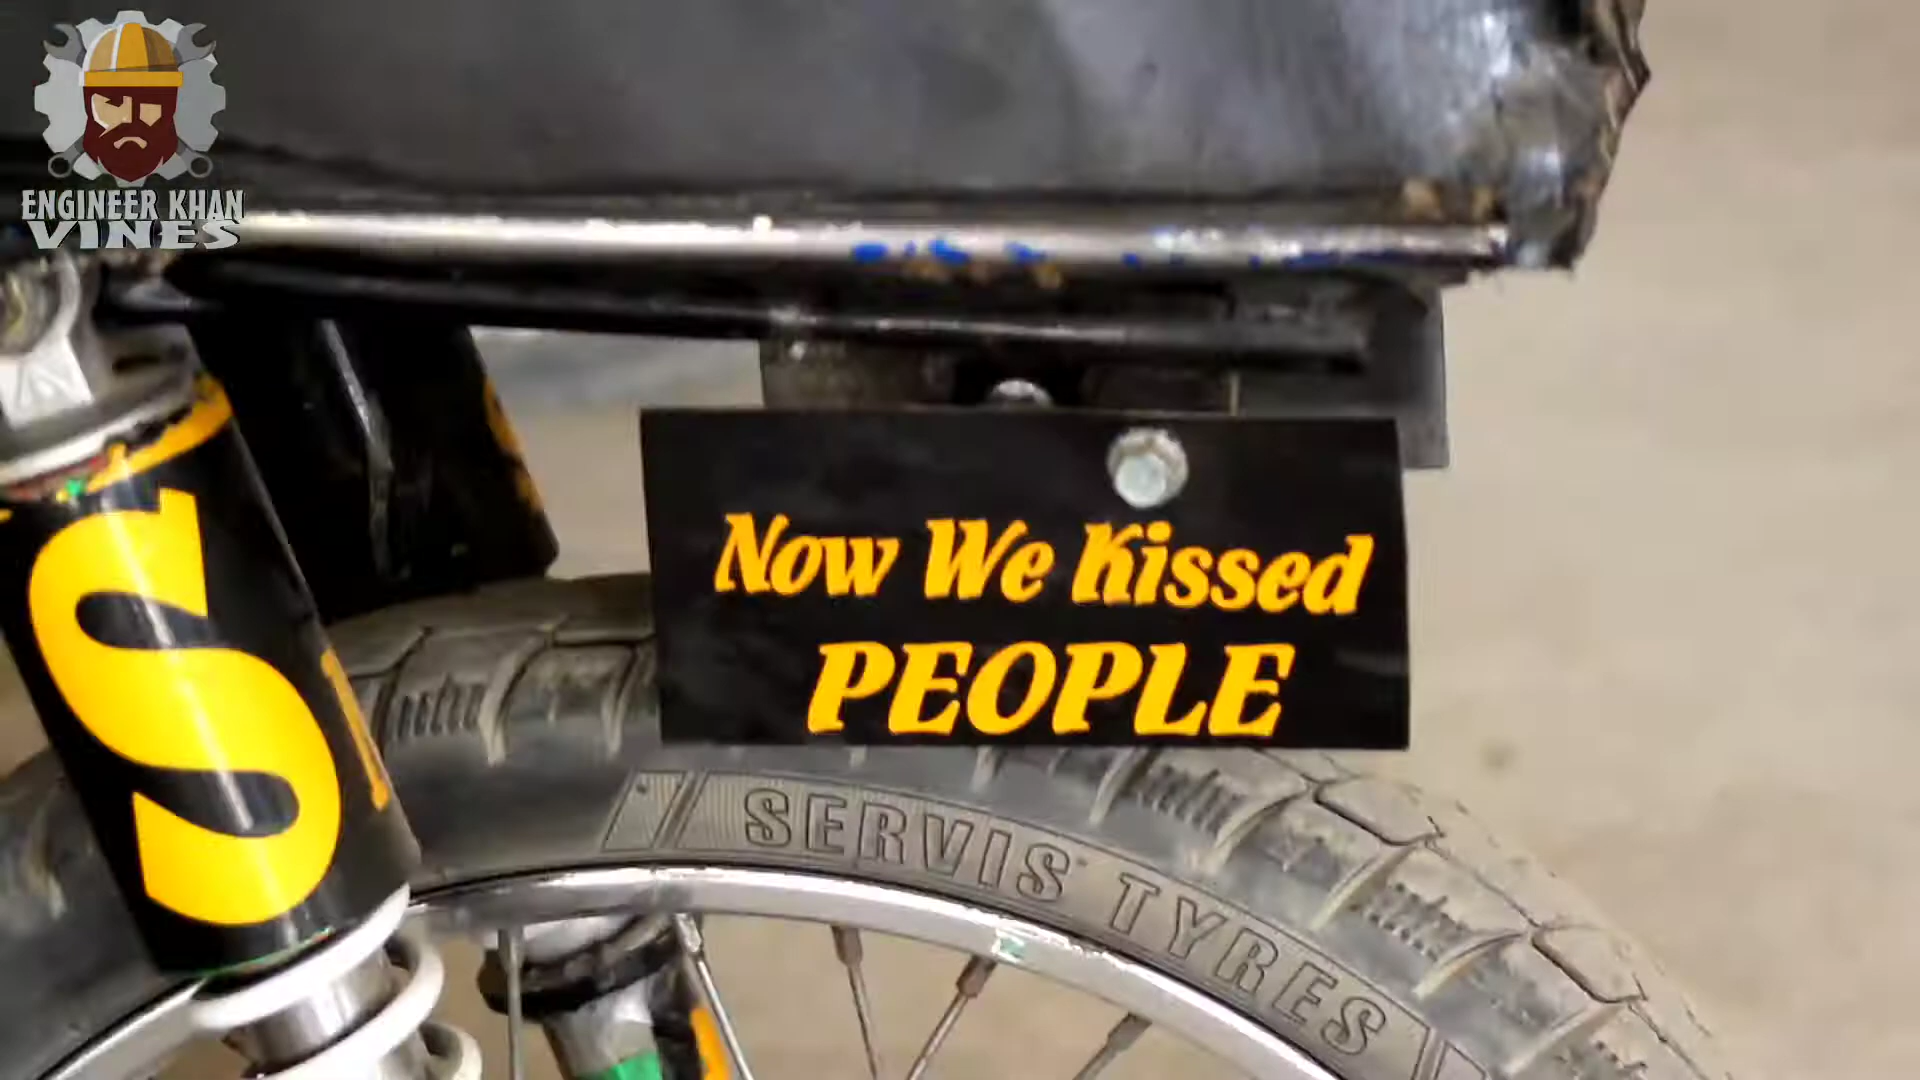 ENGINEER KHAN
VINES
Now We Kissed
PEOPLE
S
SERVIS TYRES